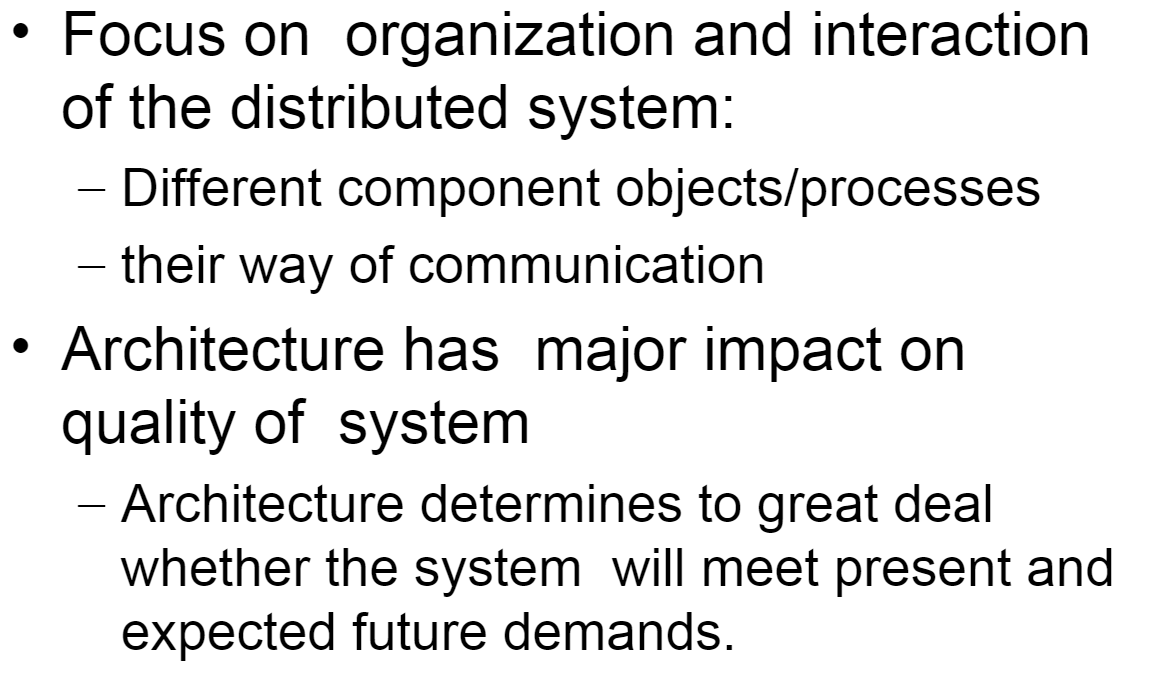 • Focus on  organization and interaction
of the distributed system:
– Different component objects/processes
– their way of communication
• Architecture has  major impact on
quality of  system
– Architecture determines to great deal
whether the system  will meet present and
expected future demands.